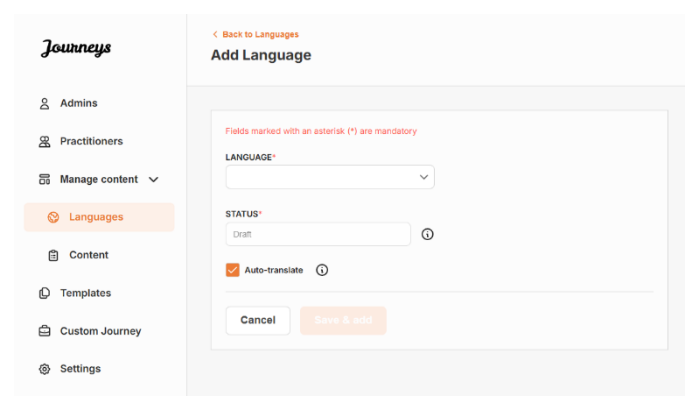 Journeys
Admins
Practitioners
Manage content
Languages
Content
Templates
Custom Journey
Settings
< Back to Languages
Add Language
Fields marked with an asterisk (*) are mandatory
LANGUAGE*
STATUS*
Draft
Auto-translate
Cancel
Save & add